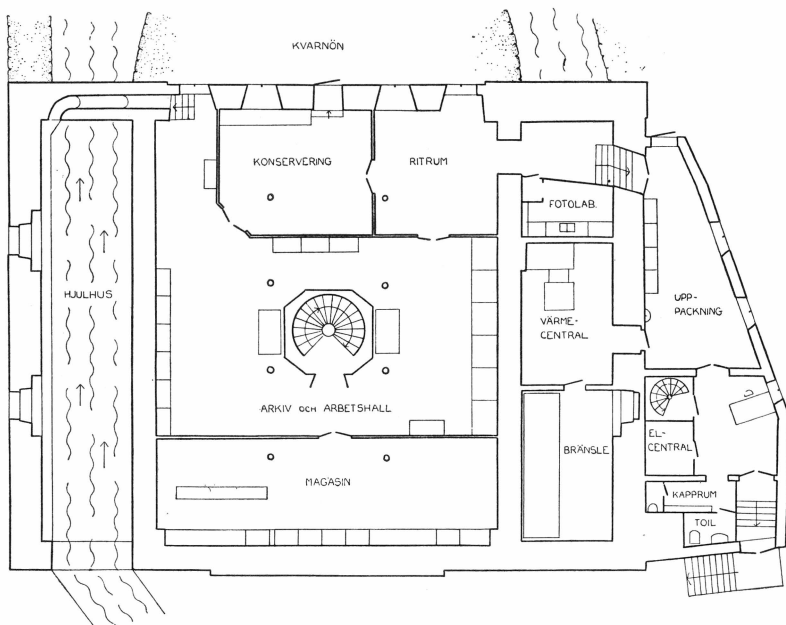 KVARNÖN
KONSERVERING
RITRUM
FOTOLAB.
HJULHUS
VÄRME-
CENTRAL
UPP-
PACKNING
ARKIV OCH ARBETSHALL
EL-
CENTRAL
BRÄNSLE
MAGASIN
KAPPRUM
TOIL